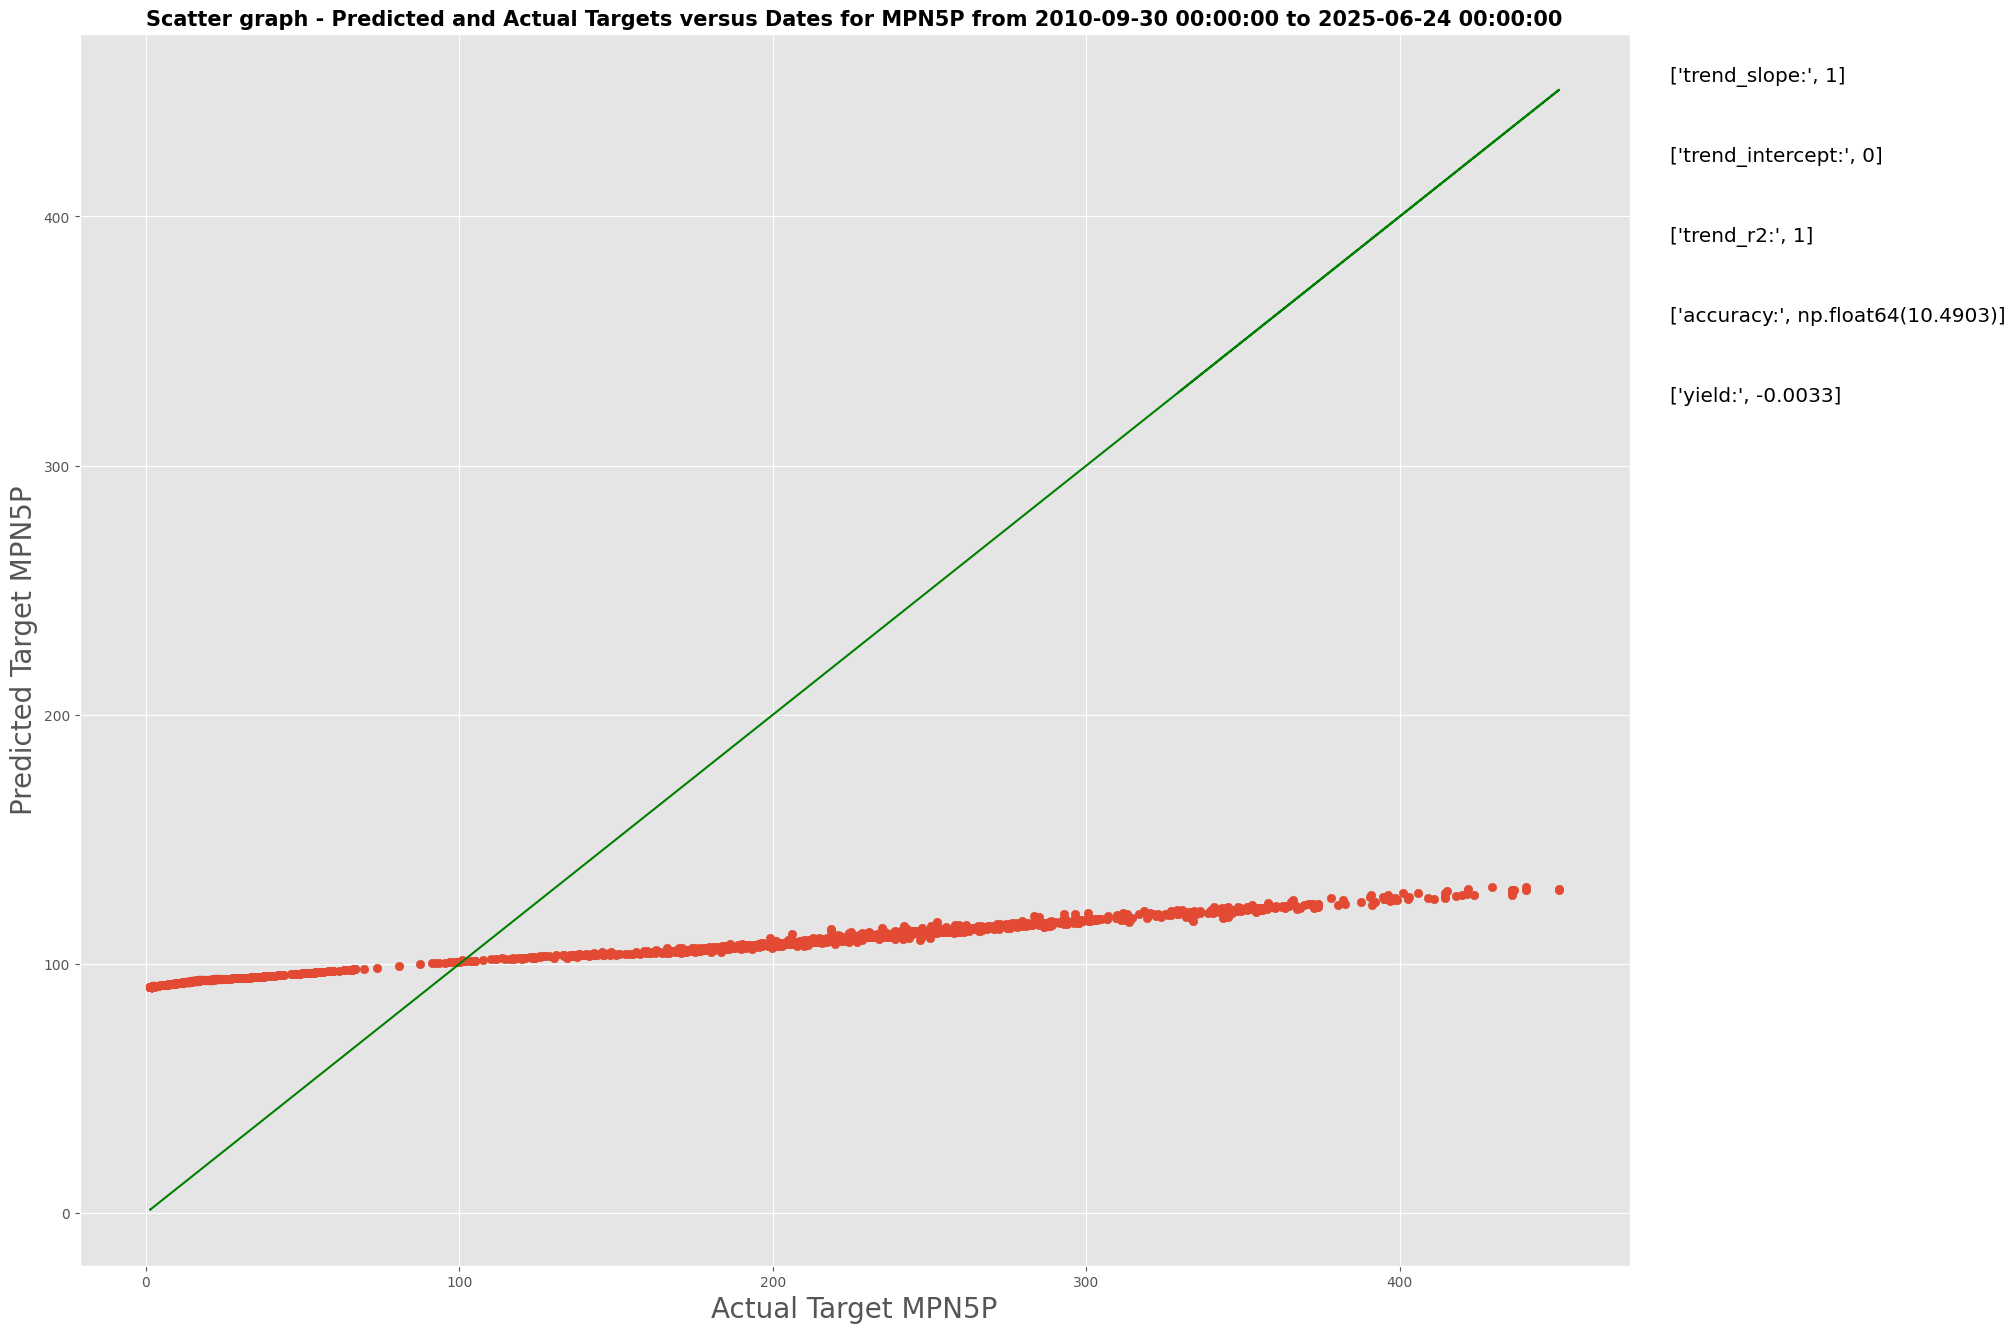 Scatter graph - Predicted and Actual Targets versus Dates for MPN5P from 2010-09-30 00:00:00 to 2025-06-24 00:00:00
['trend_slope:', 1]
['trend_intercept:', 0]
['trend_r2:', 1]
['accuracy:', np.float64(10.4903)]
['yield:', -0.0033]
Predicted Target MPN5P
400
300
200
100
0
0 100 200 300 400
Actual Target MPN5P